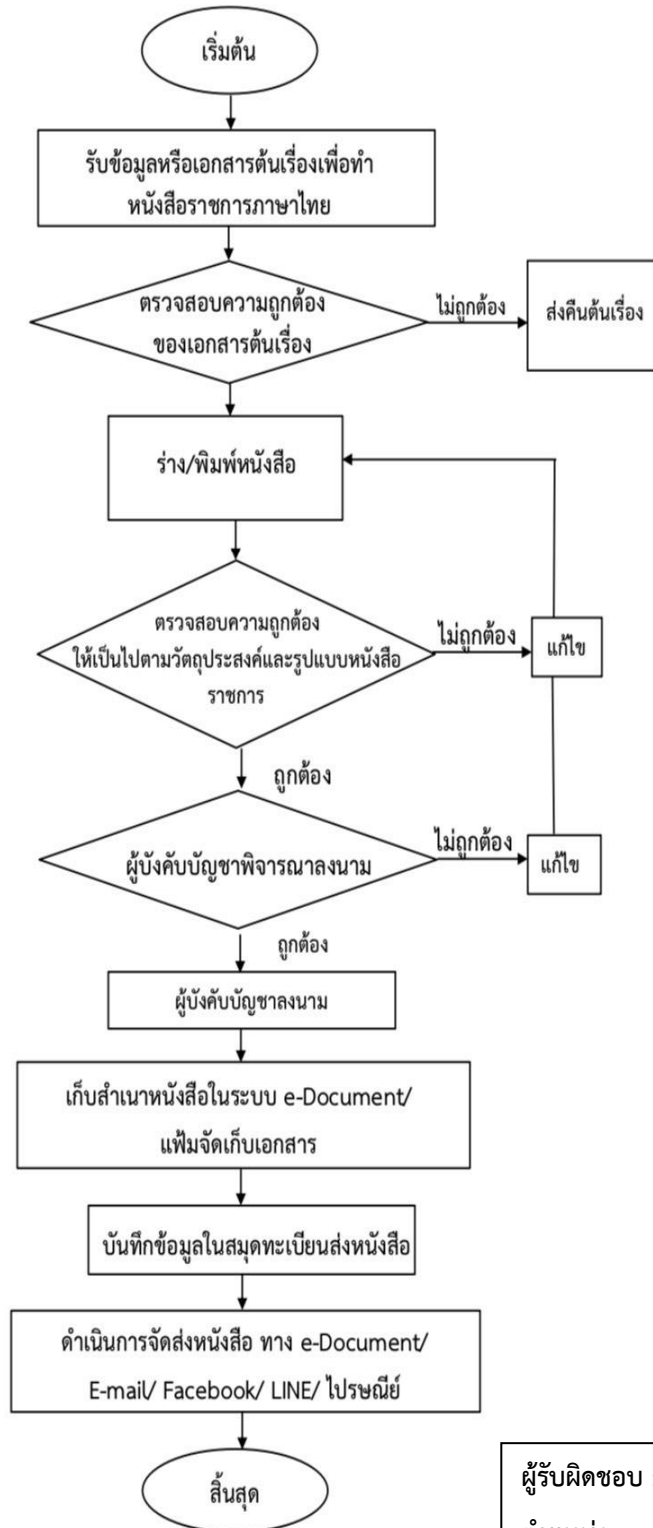 เริ่มต้น
รับข้อมูลหรือเอกสารต้นเรื่องเพื่อทำ
หนังสือราชการภาษาไทย
ตรวจสอบความถูกต้อง
ของเอกสารต้นเรื่อง
ไม่ถูกต้อง
ส่งคืนต้นเรื่อง
ร่าง/พิมพ์หนังสือ
ตรวจสอบความถูกต้อง
ให้เป็นไปตามวัตถุประสงค์และรูปแบบหนังสือ
ราชการ
ไม่ถูกต้อง
แก้ไข
ถูกต้อง
ผู้บังคับบัญชาพิจารณาลงนาม
ไม่ถูกต้อง
แก้ไข
ถูกต้อง
ผู้บังคับบัญชาลงนาม
เก็บสำเนาหนังสือในระบบ e-Document/
แฟ้มจัดเก็บเอกสาร
บันทึกข้อมูลในสมุดทะเบียนส่งหนังสือ
ดำเนินการจัดส่งหนังสือ ทาง e-Document/
E-mail/ Facebook/ LINE/ ไปรษณีย์
สิ้นสุด
ผู้รับผิดชอบ :